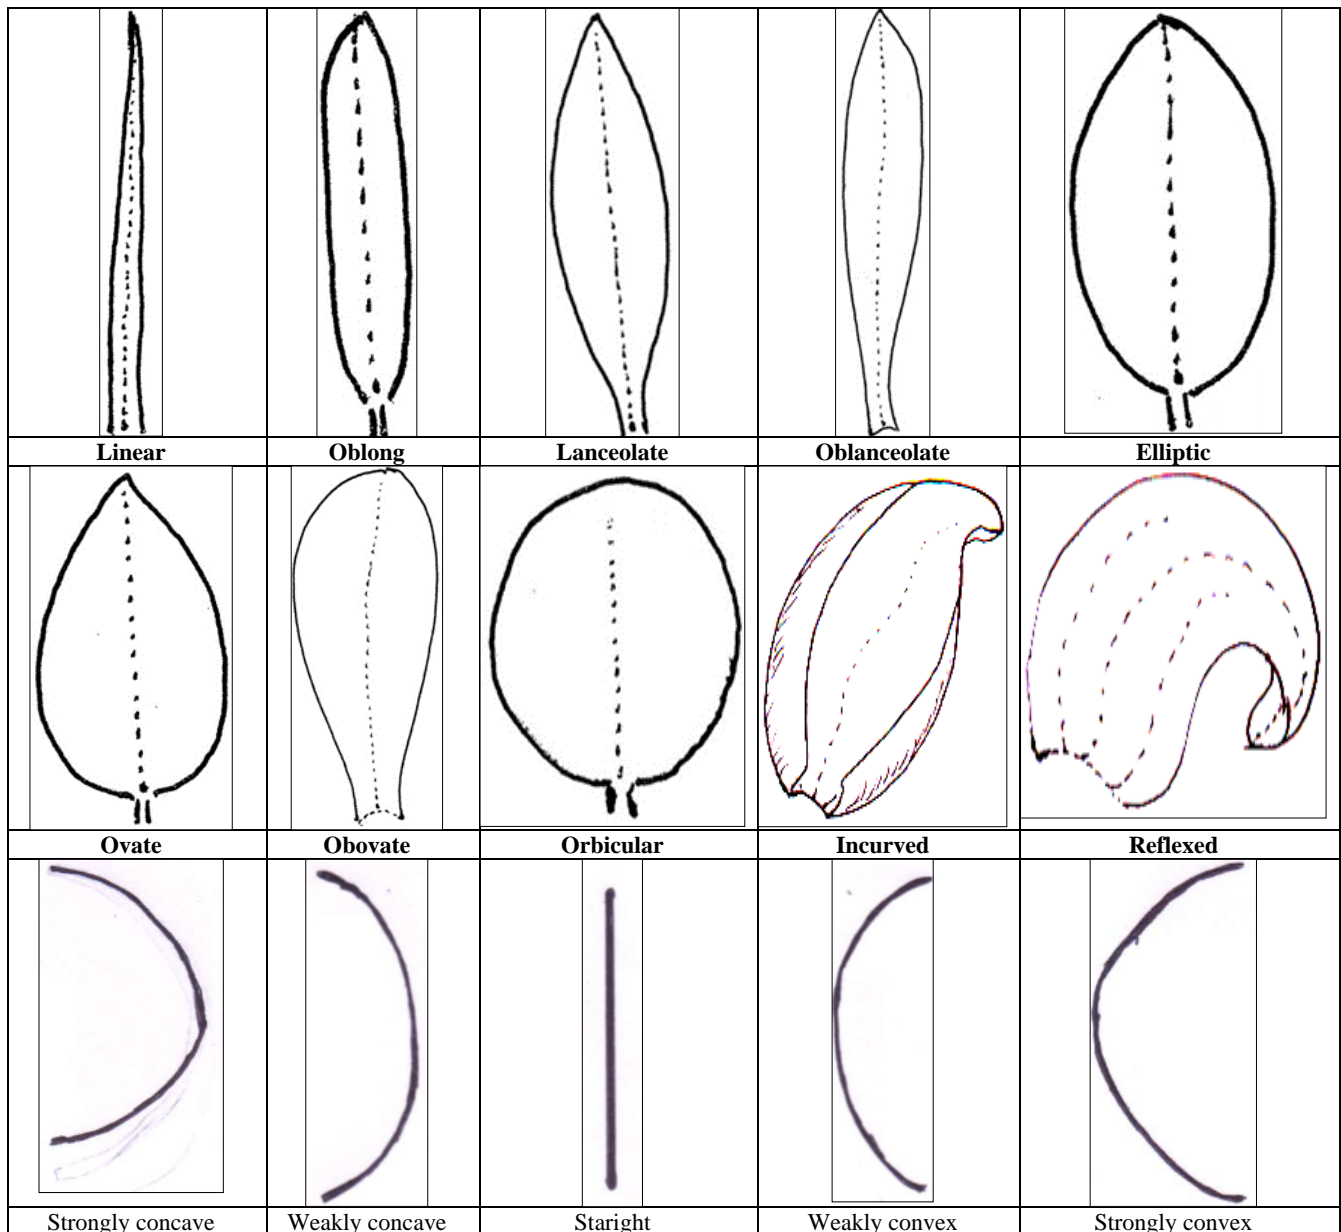 Linear Oblong Lanceolate Oblanceolate Elliptic
Ovate Obovate Orbicular Incurved Reflexed
Strongly concave Weakly concave Staright Weakly convex Strongly convex